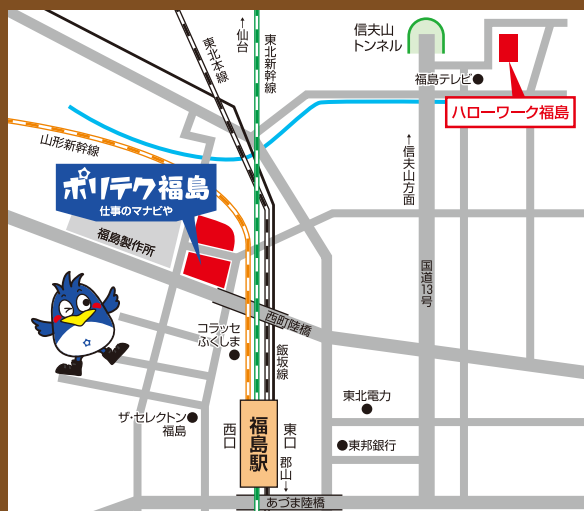 信夫山
トンネル
←仙台
東北本線
東北新幹線
福島テレビ
ハローワーク福島
山形新幹線
←信夫山方面
ポリテク福島
仕事のマナビや
福島製作所
国道13号
西町陸橋
コラッセ
ふくしま
飯坂線
東北電力
ザ・セレクトン
福島
西口
福島駅
東口
東邦銀行
郡山→
あづま陸橋